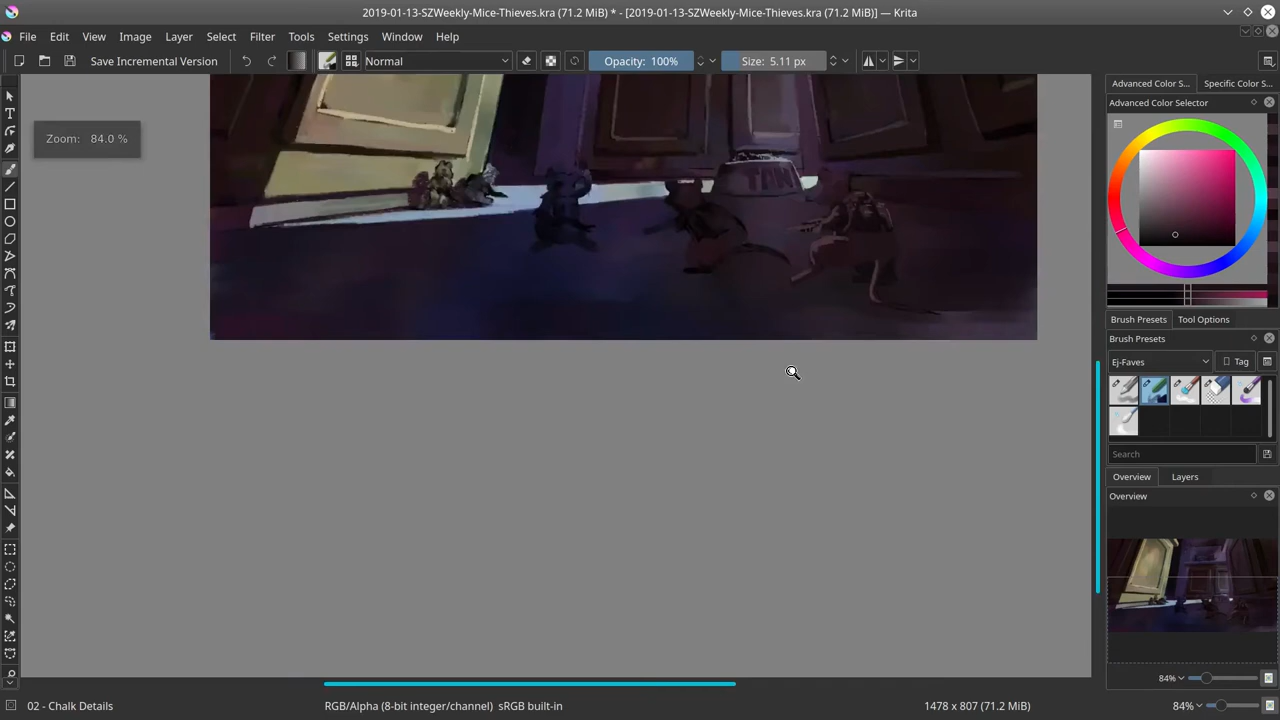 2019-01-13-SZWeekly-Mice-Thieves.kra (71.2 MiB) * - [2019-01-13-SZWeekly-Mice-Thieves.kra (71.2 MiB)] — Krita
File Edit View Image Layer Select Filter Tools Settings Window Help
Save Incremental Version Normal Opacity: 100% Size: 5.11 px
Advanced Color S... Specific Color S...
Advanced Color Selector
Zoom: 84.0 %
Brush Presets Tool Options
Brush Presets
Ej-Faves Tag
Search
Overview Layers
Overview
84%
02 - Chalk Details RGB/Alpha (8-bit integer/channel) sRGB built-in 1478 x 807 (71.2 MiB) 84%